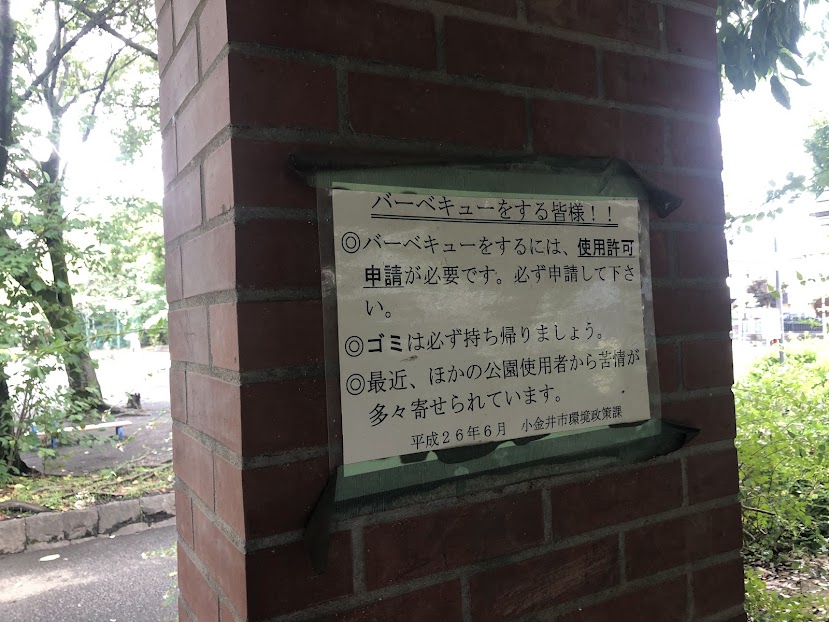 バーベキューをする皆様！！
◎バーベキューをするには、使用許可
申請が必要です。必ず申請して下さ
い。
◎ゴミは必ず持ち帰りましょう。
◎最近、ほかの公園使用者から苦情が
多々寄せられています。
平成２６年６月　小金井市環境政策課